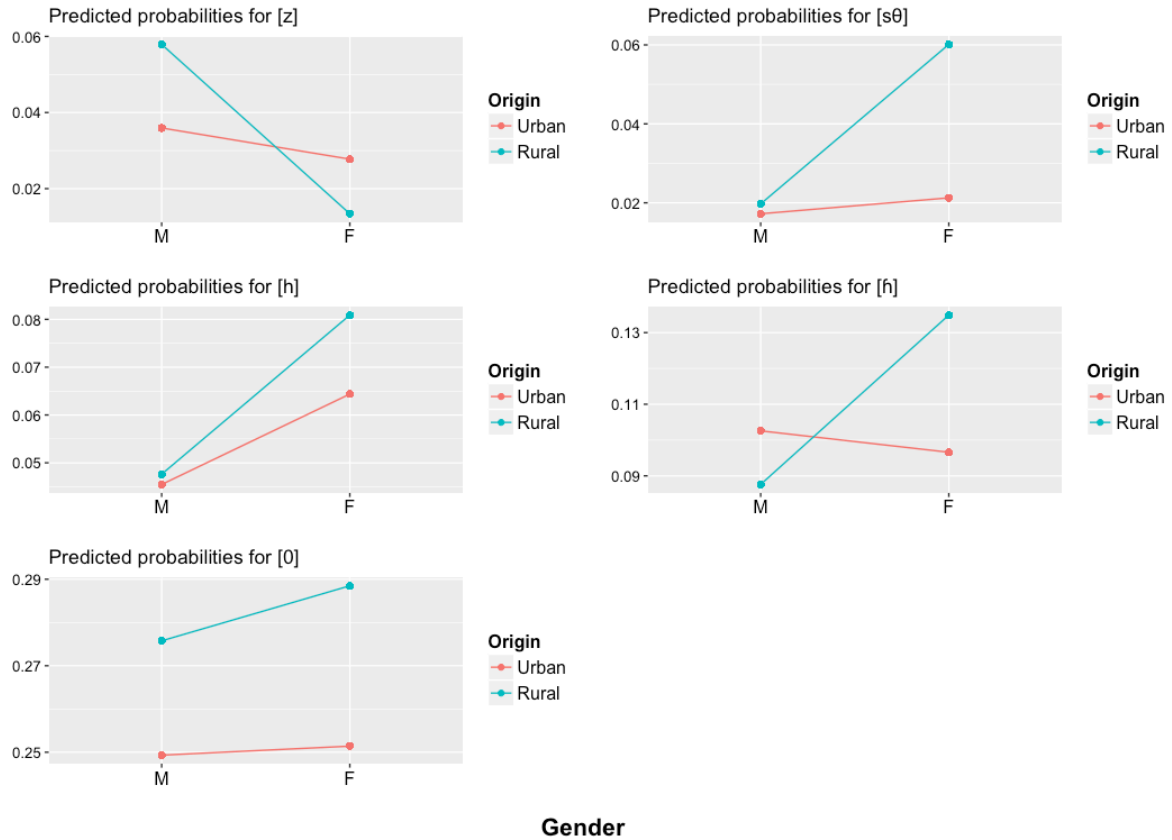 Predicted probabilities for [z]
0.06
0.04
0.02
M F
Origin
Urban
Rural
Predicted probabilities for [sθ]
0.06
0.04
0.02
M F
Origin
Urban
Rural
Predicted probabilities for [h]
0.08
0.07
0.06
0.05
M F
Origin
Urban
Rural
Predicted probabilities for [ɦ]
0.13
0.11
0.09
M F
Origin
Urban
Rural
Predicted probabilities for [0]
0.29
0.27
0.25
M F
Origin
Urban
Rural
Gender